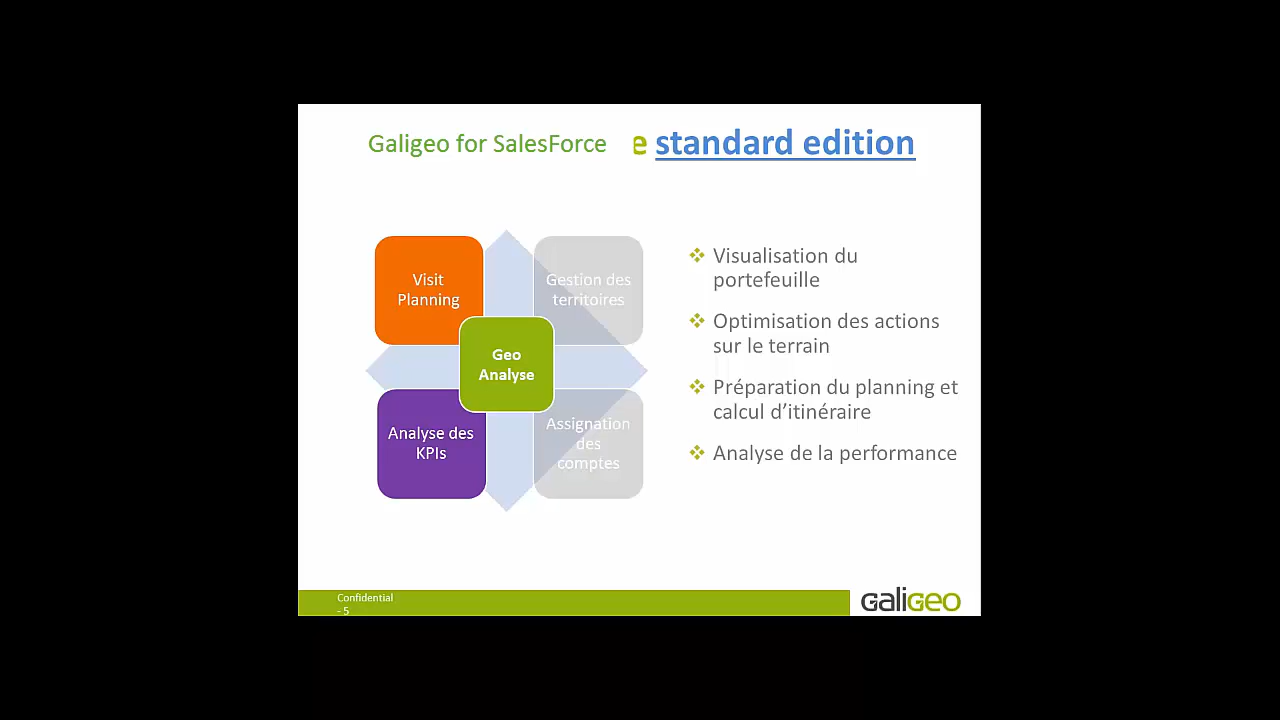 Galigeo for SalesForce e standard edition
Visit
Planning
Gestion des
territoires
Geo
Analyse
Analyse des
KPIs
Assignation
des
comptes
Visualisation du
portefeuille
Optimisation des actions
sur le terrain
Préparation du planning et
calcul d’itinéraire
Analyse de la performance
Confidential
- 5
GaliGeo